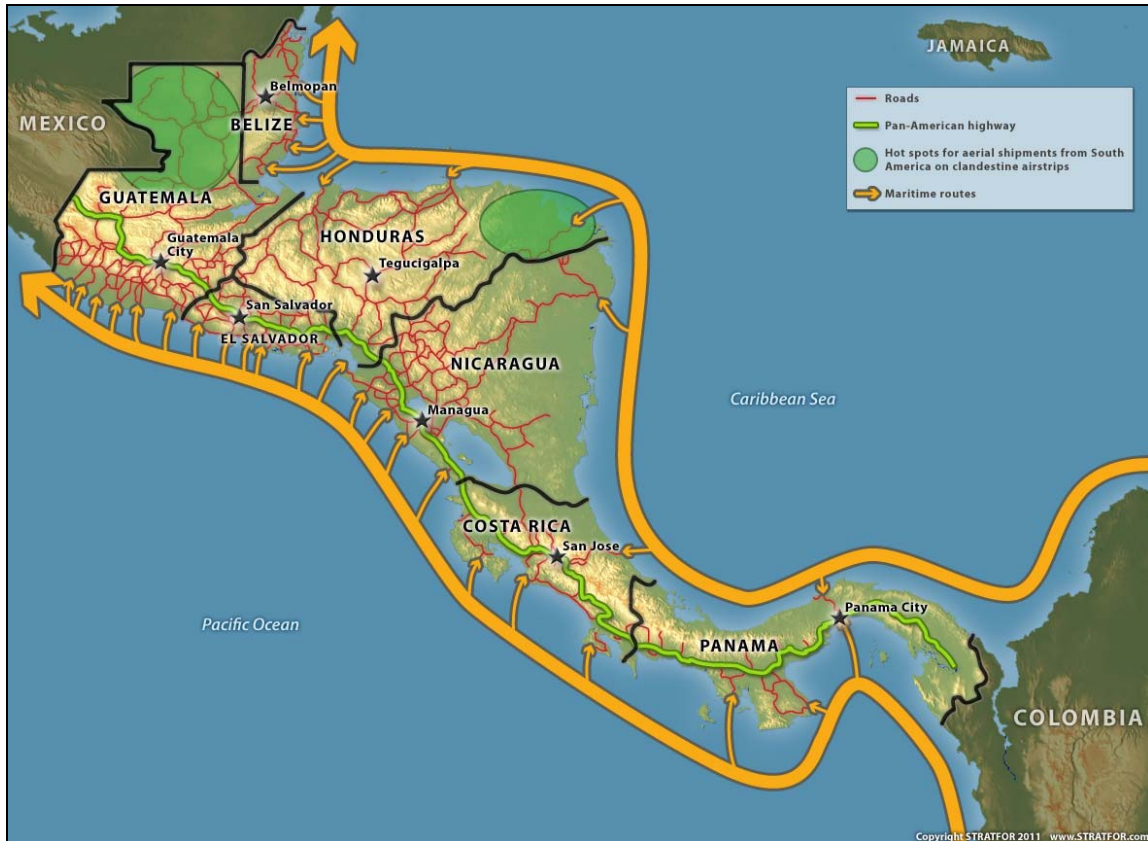 JAMAICA
Roads
Pan-American highway
Hot spots for aerial shipments from South
America on clandestine airstrips
Maritime routes
MEXICO
Belmopan
BELIZE
GUATEMALA
Guatemala
City
HONDURAS
Tegucigalpa
San Salvador
EL SALVADOR
NICARAGUA
Managua
Caribbean Sea
COSTA RICA
San Jose
Pacific Ocean
Panama City
PANAMA
COLOMBIA
Copyright STRATFOR 2011 www.STRATFOR.com